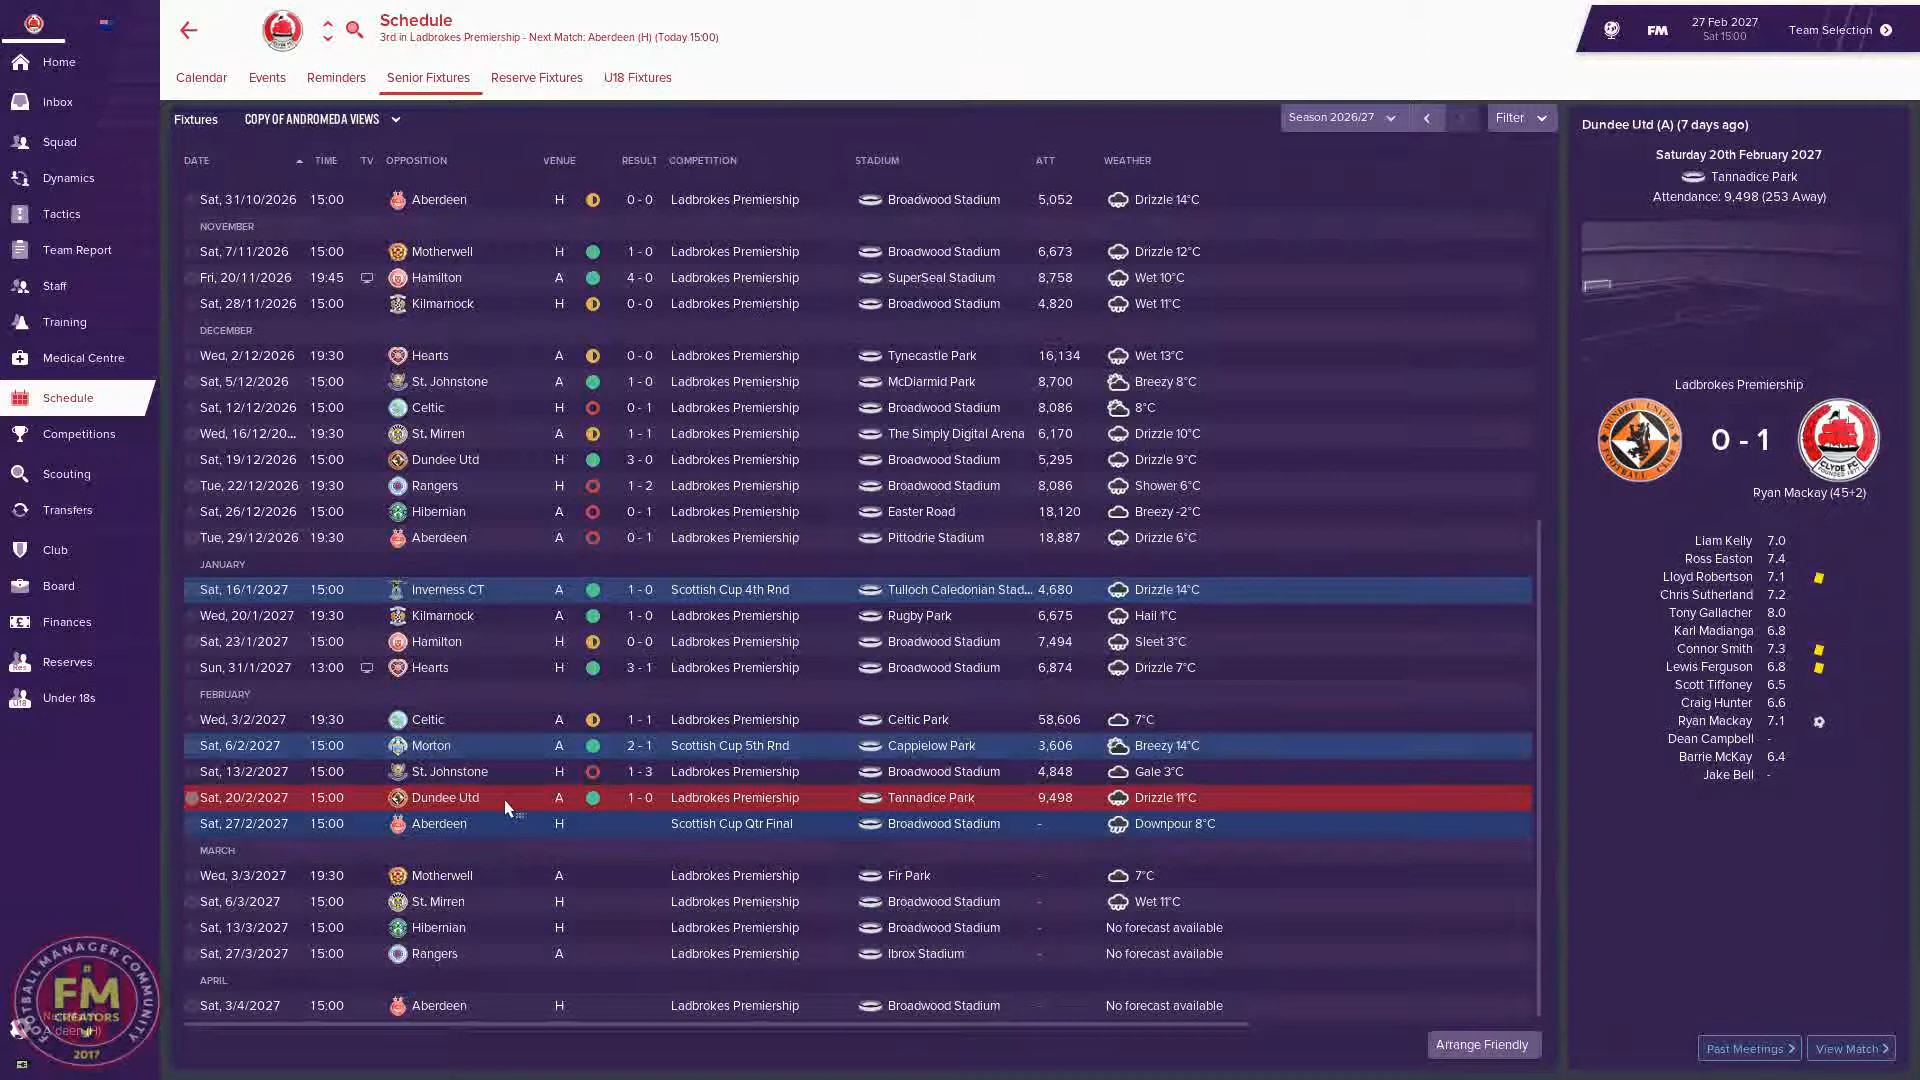 Schedule
3rd in Ladbrokes Premiership - Next Match: Aberdeen (H) (Today 15:00)
27 Feb 2027
Sat 15:00
FM
Team Selection
Calendar Events Reminders Senior Fixtures Reserve Fixtures U18 Fixtures
Home
Inbox
Squad
Dynamics
Tactics
Team Report
Staff
Training
Medical Centre
Schedule
Competitions
Scouting
Transfers
Club
Board
Finances
Reserves
Under 18s
Fixtures COPY OF ANDROMEDA VIEWS Season 2026/27 Filter
DATE TIME TV OPPOSITION VENUE RESULT COMPETITION STADIUM ATT WEATHER
Sat, 31/10/2026 15:00 Aberdeen H 0 - 0 Ladbrokes Premiership Broadwood Stadium 5,052 Drizzle 14°C
NOVEMBER
Sat, 7/11/2026 15:00 Motherwell H 1 - 0 Ladbrokes Premiership Broadwood Stadium 6,673 Drizzle 12°C
Fri, 20/11/2026 19:45 Hamilton A 4 - 0 Ladbrokes Premiership SuperSeal Stadium 8,758 Wet 10°C
Sat, 28/11/2026 15:00 Kilmarnock H 0 - 0 Ladbrokes Premiership Broadwood Stadium 4,820 Wet 11°C
DECEMBER
Wed, 2/12/2026 19:30 Hearts A 0 - 0 Ladbrokes Premiership Tynecastle Park 16,134 Wet 13°C
Sat, 5/12/2026 15:00 St. Johnstone A 1 - 0 Ladbrokes Premiership McDiarmid Park 8,700 Breezy 8°C
Sat, 12/12/2026 15:00 Celtic H 0 - 1 Ladbrokes Premiership Broadwood Stadium 8,086 8°C
Wed, 16/12/20... 19:30 St. Mirren A 1 - 1 Ladbrokes Premiership The Simply Digital Arena 6,170 Drizzle 10°C
Sat, 19/12/2026 15:00 Dundee Utd H 3 - 0 Ladbrokes Premiership Broadwood Stadium 5,295 Drizzle 9°C
Tue, 22/12/2026 19:30 Rangers H 1 - 2 Ladbrokes Premiership Broadwood Stadium 8,086 Shower 6°C
Sat, 26/12/2026 15:00 Hibernian A 0 - 1 Ladbrokes Premiership Easter Road 18,120 Breezy -2°C
Tue, 29/12/2026 19:30 Aberdeen A 0 - 1 Ladbrokes Premiership Pittodrie Stadium 18,887 Drizzle 6°C
JANUARY
Sat, 16/1/2027 15:00 Inverness CT A 1 - 0 Scottish Cup 4th Rnd Tulloch Caledonian Stad... 4,680 Drizzle 14°C
Wed, 20/1/2027 19:30 Kilmarnock A 1 - 0 Ladbrokes Premiership Rugby Park 6,675 Hail 1°C
Sat, 23/1/2027 15:00 Hamilton H 0 - 0 Ladbrokes Premiership Broadwood Stadium 7,494 Sleet 3°C
Sun, 31/1/2027 13:00 Hearts H 3 - 1 Ladbrokes Premiership Broadwood Stadium 6,874 Drizzle 7°C
FEBRUARY
Wed, 3/2/2027 19:30 Celtic A 1 - 1 Ladbrokes Premiership Celtic Park 58,606 7°C
Sat, 6/2/2027 15:00 Morton A 2 - 1 Scottish Cup 5th Rnd Cappielow Park 3,606 Breezy 14°C
Sat, 13/2/2027 15:00 St. Johnstone H 1 - 3 Ladbrokes Premiership Broadwood Stadium 4,848 Gale 3°C
Sat, 20/2/2027 15:00 Dundee Utd A 1 - 0 Ladbrokes Premiership Tannadice Park 9,498 Drizzle 11°C
Sat, 27/2/2027 15:00 Aberdeen H Scottish Cup Qtr Final Broadwood Stadium - Downpour 8°C
MARCH
Wed, 3/3/2027 19:30 Motherwell A Ladbrokes Premiership Fir Park - 7°C
Sat, 6/3/2027 15:00 St. Mirren H Ladbrokes Premiership Broadwood Stadium - Wet 11°C
Sat, 13/3/2027 15:00 Hibernian H Ladbrokes Premiership Broadwood Stadium - No forecast available
Sat, 27/3/2027 15:00 Rangers A Ladbrokes Premiership Ibrox Stadium - No forecast available
APRIL
Sat, 3/4/2027 15:00 Aberdeen H Ladbrokes Premiership Broadwood Stadium - No forecast available
Arrange Friendly
Dundee Utd (A) (7 days ago)
Saturday 20th February 2027
Tannadice Park
Attendance: 9,498 (253 Away)
Ladbrokes Premiership
DUNDEE UNITED
FOOTBALL CLUB
0 - 1
CLYDE FC
Ryan Mackay (45+2)
Liam Kelly 7.0
Ross Easton 7.4
Lloyd Robertson 7.1
Chris Sutherland 7.2
Tony Gallacher 8.0
Karl Madianga 6.8
Connor Smith 7.3
Lewis Ferguson 6.8
Scott Tiffoney 6.5
Craig Hunter 6.6
Ryan Mackay 7.1
Dean Campbell -
Barrie McKay 6.4
Jake Bell -
Past Meetings View Match
FOOTBALL MANAGER COMMUNITY
FM
CREATORS
2017